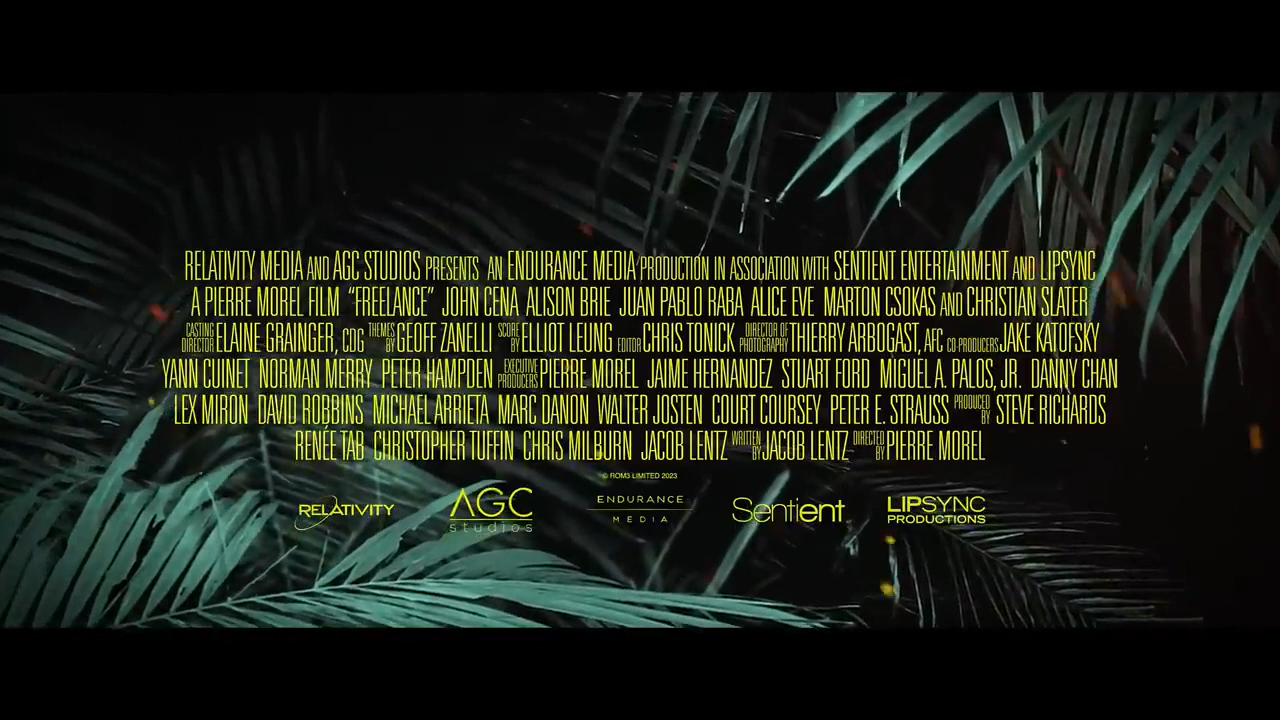 RELATIVITY MEDIA AND AGC STUDIOS PRESENTS AN ENDURANCE MEDIA PRODUCTION IN ASSOCIATION WITH SENTIENT ENTERTAINMENT AND LIPSYNC
A PIERRE MOREL FILM “FREELANCE” JOHN CENA ALISON BRIE JUAN PABLO RABA ALICE EVE MARTON CSOKAS AND CHRISTIAN SLATER
CASTING DIRECTOR ELAINE GRAINGER, CDG THEMES BY GEOFF ZANELLI SCORE BY ELLIOT LEUNG EDITOR CHRIS TONICK DIRECTOR OF PHOTOGRAPHY THIERRY ARBOGAST, AFC CO-PRODUCERS JAKE KATOFSKY
YANN CUINET NORMAN MERRY PETER HAMPDEN EXECUTIVE PRODUCERS PIERRE MOREL JAIME HERNANDEZ STUART FORD MIGUEL A. PALOS, JR. DANNY CHAN
LEX MIRON DAVID ROBBINS MICHAEL ARRIETA MARC DANON WALTER JOSTEN COURT COURSEY PETER E. STRAUSS PRODUCED BY STEVE RICHARDS
RENÉE TAB CHRISTOPHER TUFFIN CHRIS MILBURN JACOB LENTZ WRITTEN BY JACOB LENTZ DIRECTED BY PIERRE MOREL
© ROM3 LIMITED 2023
RELATIVITY AGC studios ENDURANCE MEDIA Sentient LIPSYNC PRODUCTIONS